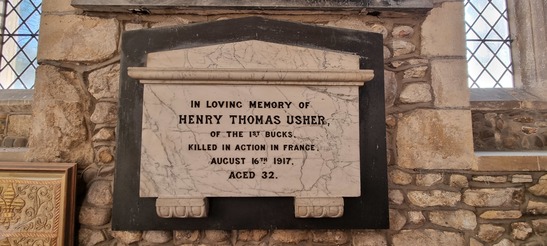 IN LOVING MEMORY OF
HENRY THOMAS USHER,
OF THE 1ST BUCKS.
KILLED IN ACTION IN FRANCE,
AUGUST 16TH 1917.
AGED 32.